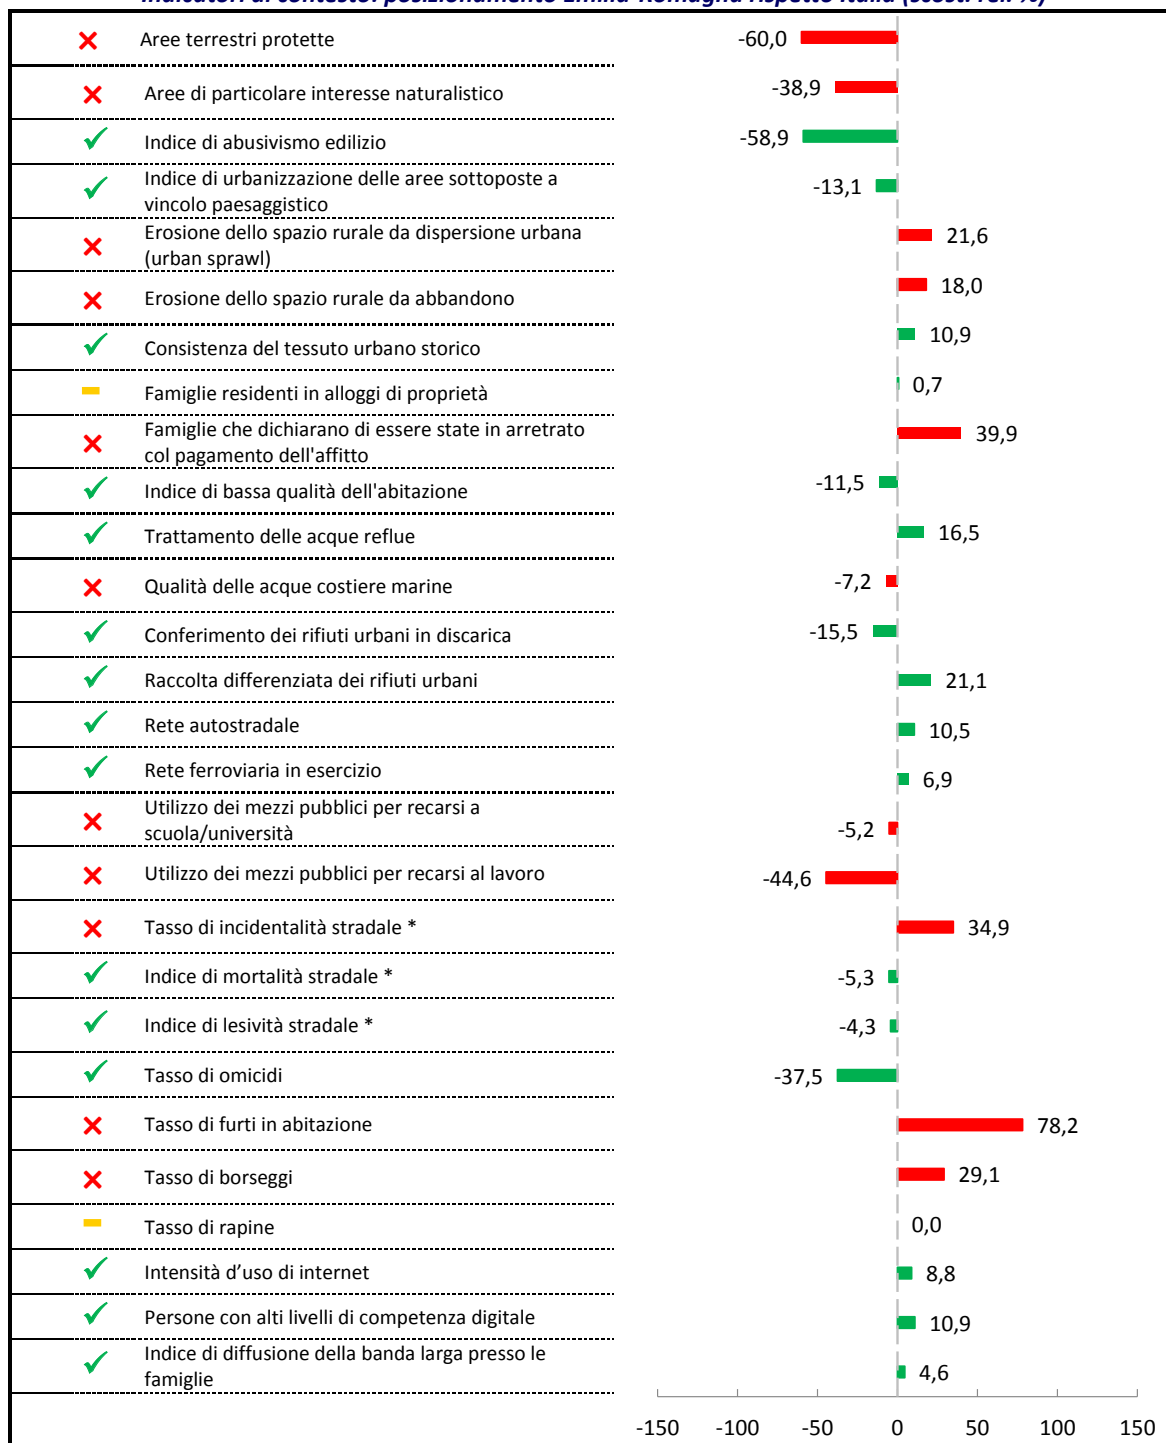 Indicatori di contesto: posizionamento Emilia-Romagna rispetto Italia (scost. rel. %)
Aree terrestri protette -60,0
Aree di particolare interesse naturalistico -38,9
Indice di abusivismo edilizio -58,9
Indice di urbanizzazione delle aree sottoposte a
vincolo paesaggistico -13,1
Erosione dello spazio rurale da dispersione urbana
(urban sprawl) 21,6
Erosione dello spazio rurale da abbandono 18,0
Consistenza del tessuto urbano storico 10,9
Famiglie residenti in alloggi di proprietà 0,7
Famiglie che dichiarano di essere state in arretrato
col pagamento dell'affitto 39,9
Indice di bassa qualità dell'abitazione -11,5
Trattamento delle acque reflue 16,5
Qualità delle acque costiere marine -7,2
Conferimento dei rifiuti urbani in discarica -15,5
Raccolta differenziata dei rifiuti urbani 21,1
Rete autostradale 10,5
Rete ferroviaria in esercizio 6,9
Utilizzo dei mezzi pubblici per recarsi a
scuola/università -5,2
Utilizzo dei mezzi pubblici per recarsi al lavoro -44,6
Tasso di incidentalità stradale * 34,9
Indice di mortalità stradale * -5,3
Indice di lesività stradale * -4,3
Tasso di omicidi -37,5
Tasso di furti in abitazione 78,2
Tasso di borseggi 29,1
Tasso di rapine 0,0
Intensità d’uso di internet 8,8
Persone con alti livelli di competenza digitale 10,9
Indice di diffusione della banda larga presso le
famiglie 4,6
-150 -100 -50 0 50 100 150